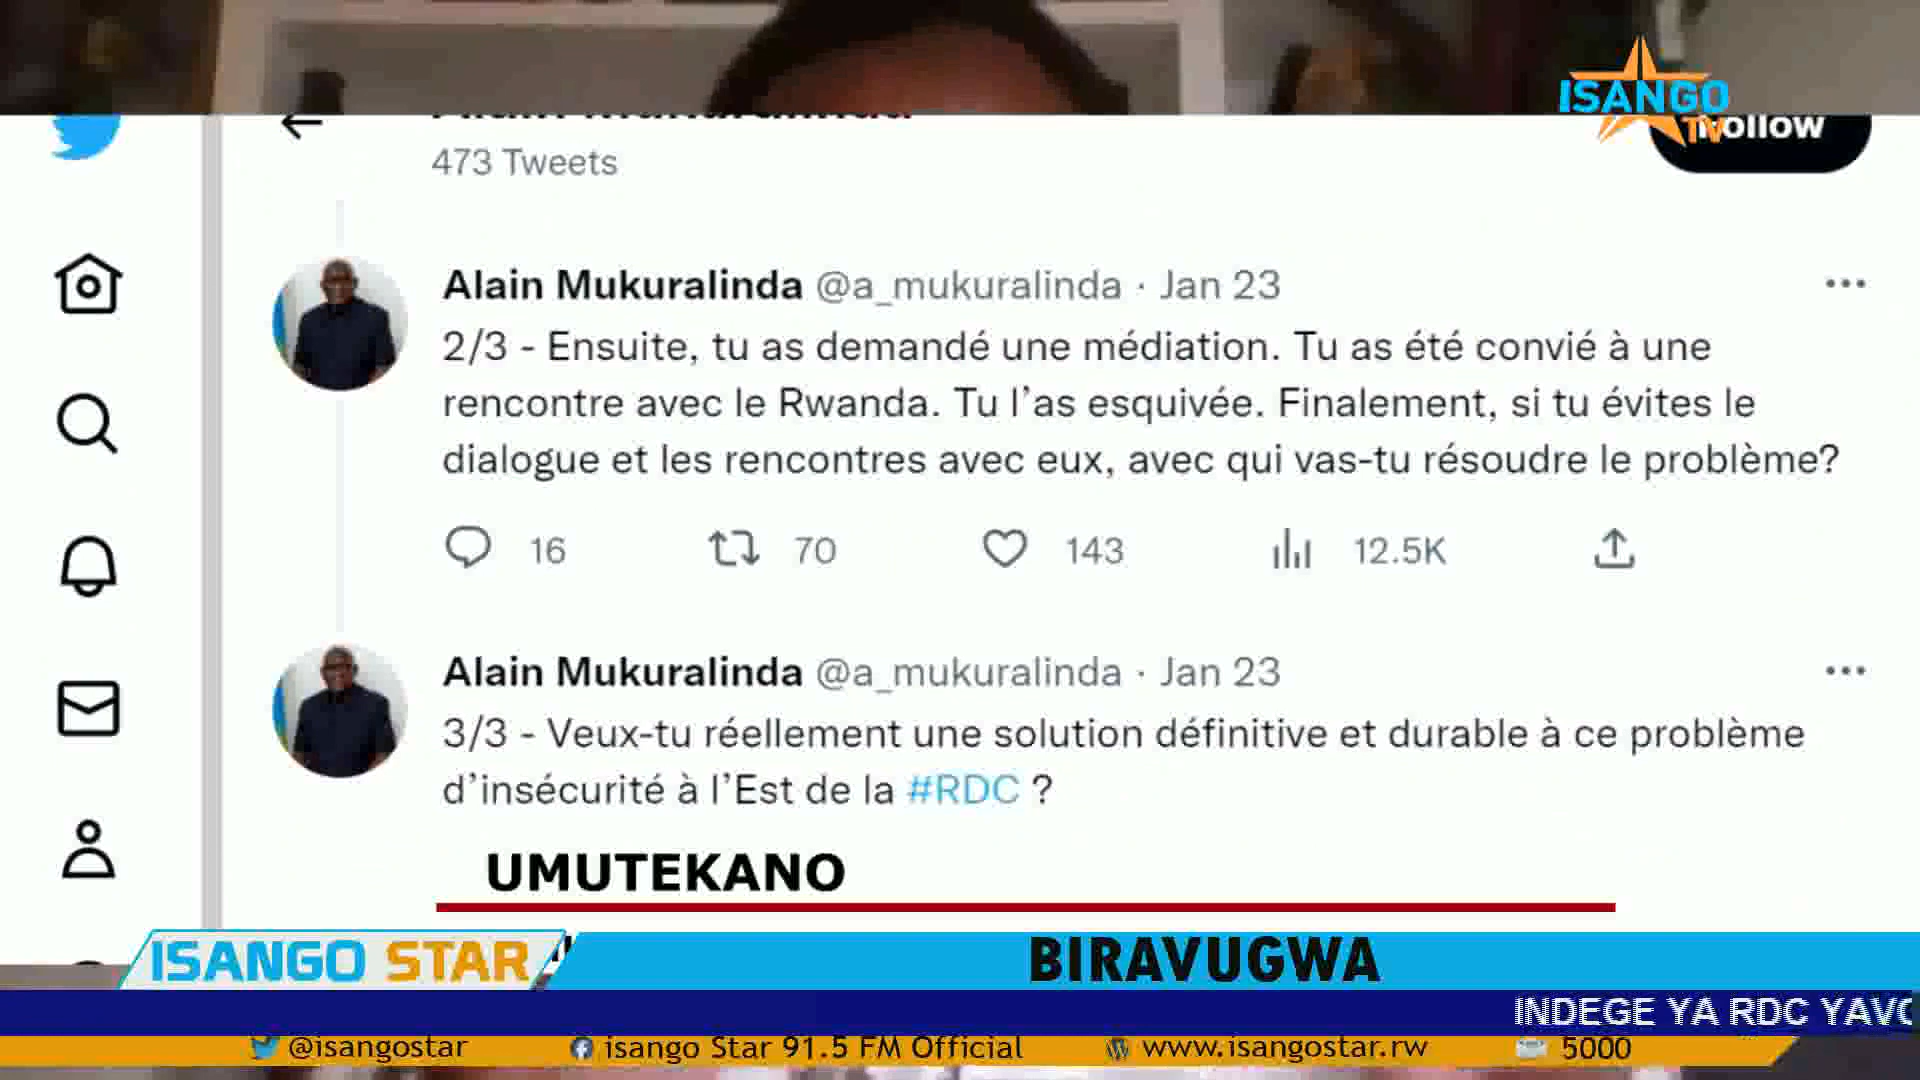 ISANGO
TV
Follow
473 Tweets
Alain Mukuralinda @a_mukuralinda · Jan 23
2/3 - Ensuite, tu as demandé une médiation. Tu as été convié à une
rencontre avec le Rwanda. Tu l’as esquivée. Finalement, si tu évites le
dialogue et les rencontres avec eux, avec qui vas-tu résoudre le problème?
16 70 143 12.5K
Alain Mukuralinda @a_mukuralinda · Jan 23
3/3 - Veux-tu réellement une solution définitive et durable à ce problème
d’insécurité à l’Est de la #RDC ?
UMUTEKANO
ISANGO STAR
BIRAVUGWA
INDEGE YA RDC
@isangostar isango Star 91.5 FM Official www.isangostar.rw 5000